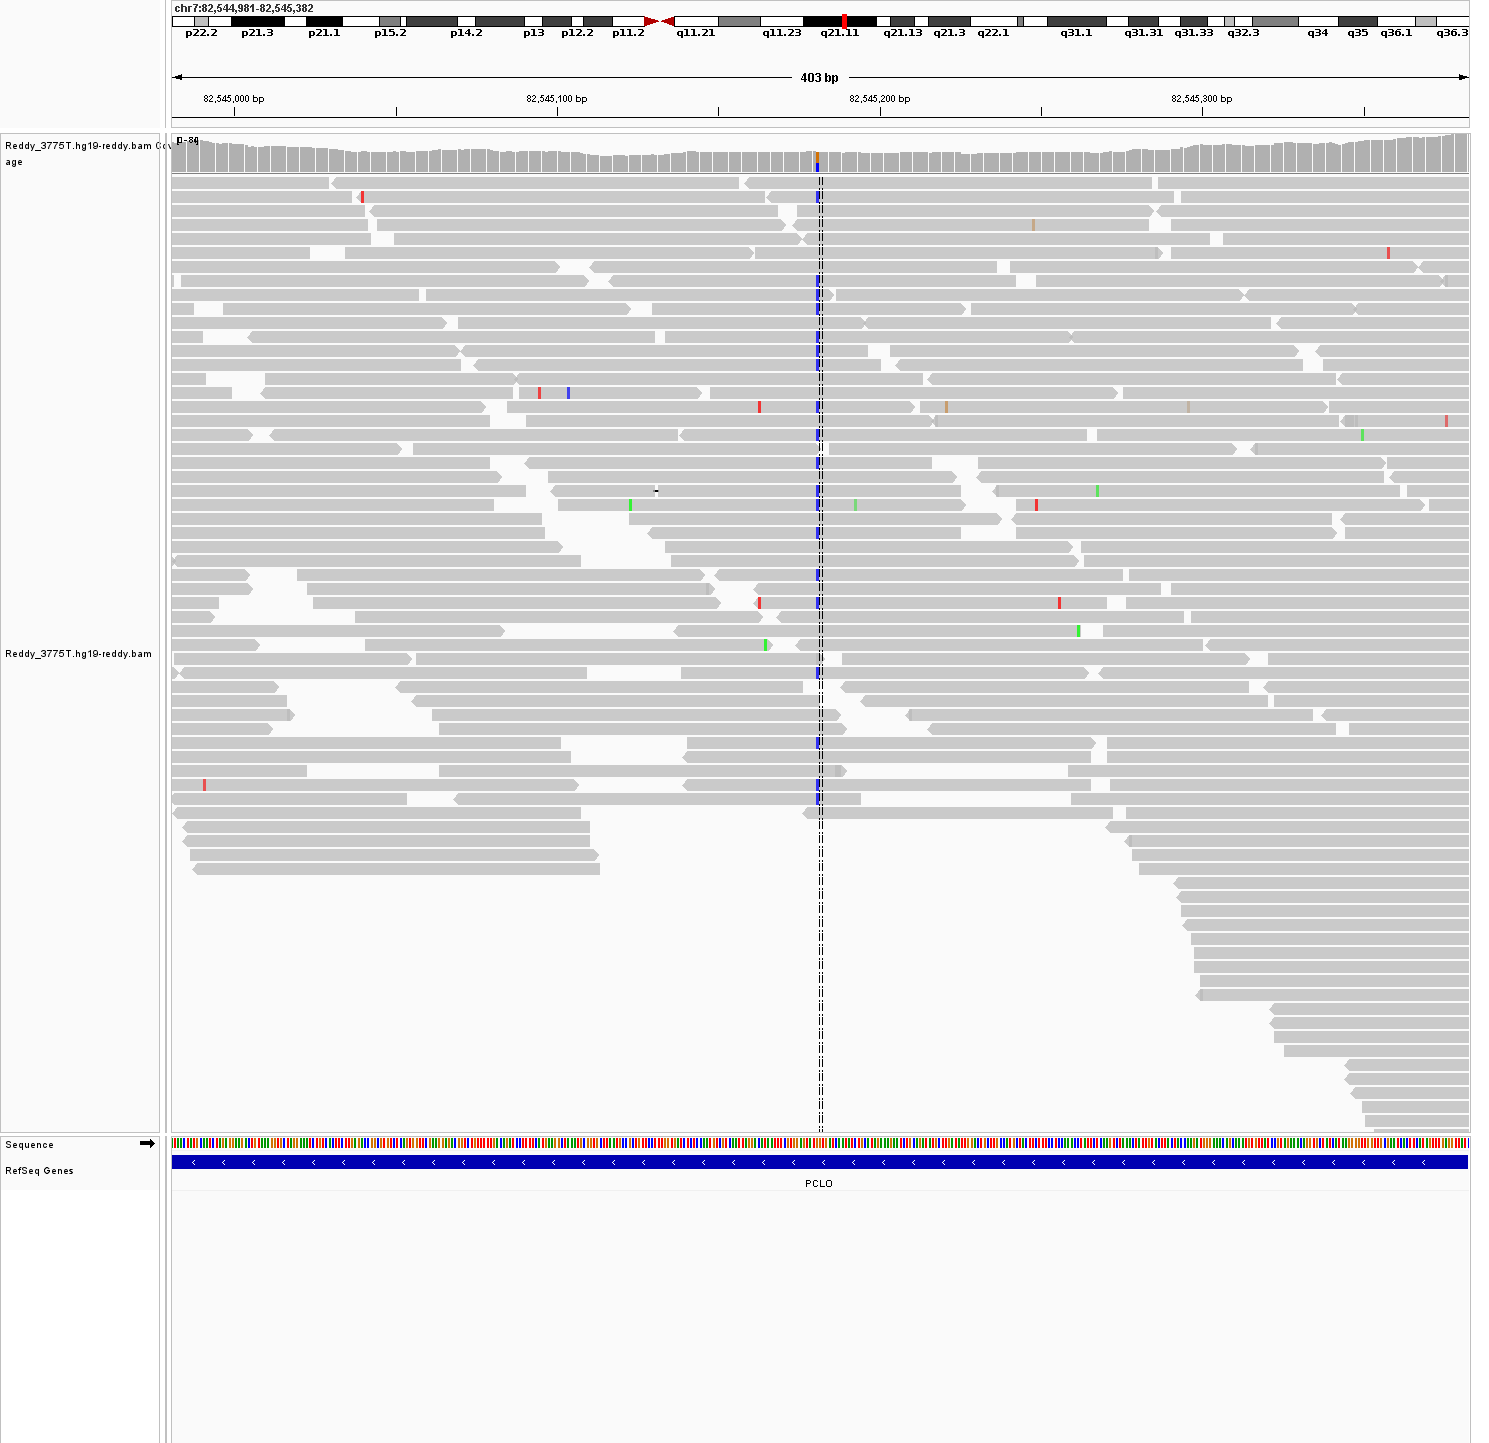 chr7:82,544,981-82,545,382
p22.2 p21.3 p21.1 p15.2 p14.2 p13 p12.2 p11.2 q11.21 q11.23 q21.11 q21.13 q21.3 q22.1 q31.1 q31.31 q31.33 q32.3 q34 q35 q36.1 q36.3
403 bp
82,545,000 bp 82,545,100 bp 82,545,200 bp 82,545,300 bp
Reddy_3775T.hg19-reddy.bam Cov
age
Reddy_3775T.hg19-reddy.bam
Sequence
RefSeq Genes
PCLO